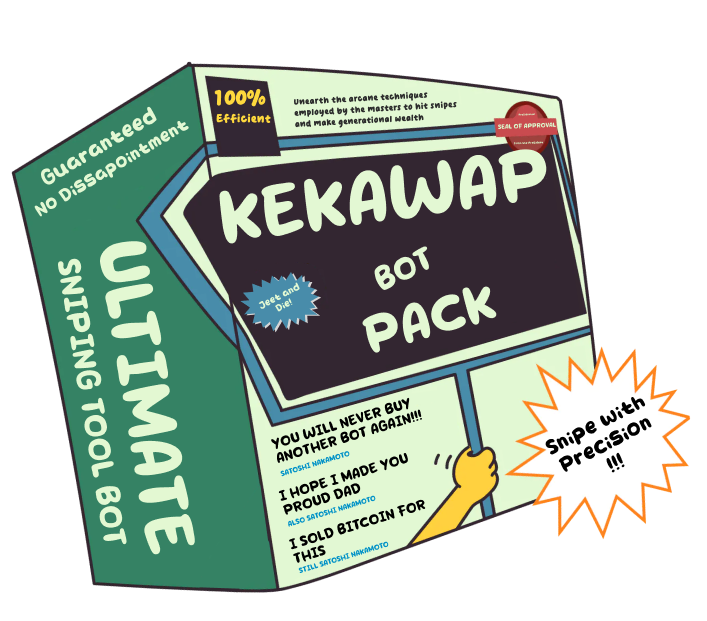 Guaranteed
No Dissapointment
ULTIMATE
SNIPING TOOL BOT
100%
Efficient
Unearth the arcane techniques
employed by the masters to hit snipes
and make generational wealth
SEAL OF APPROVAL
KEKAWAP
BOT
PACK
Jeet and
Die!
YOU WILL NEVER BUY
ANOTHER BOT AGAIN!!!
SATOSHI NAKAMOTO
I HOPE I MADE YOU
PROUD DAD
ALSO SATOSHI NAKAMOTO
I SOLD BITCOIN FOR
THIS
STILL SATOSHI NAKAMOTO
Snipe with
Precision
!!!